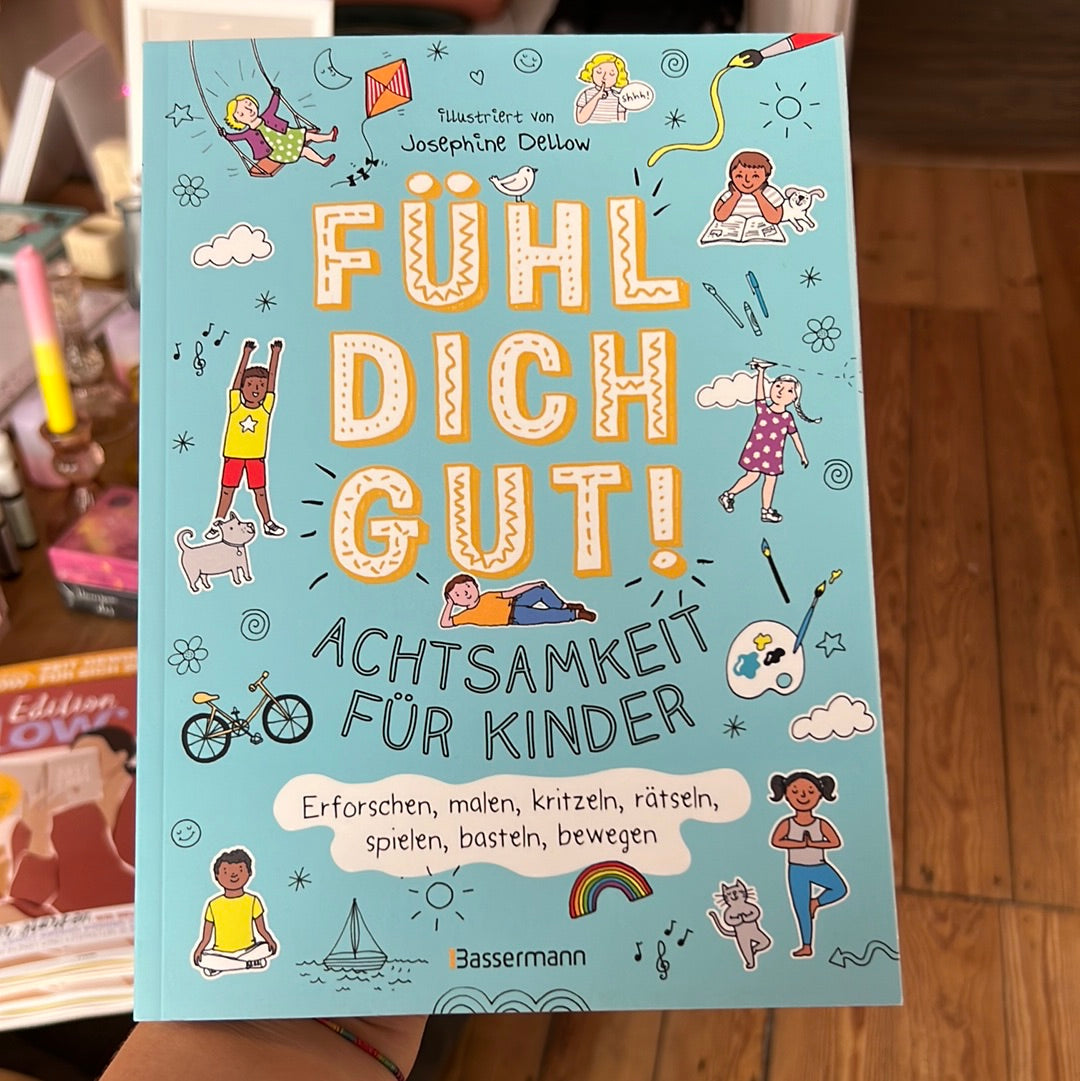 illustriert von
Josephine Dellow
shhh!
FÜHL
DICH
GUT!
ACHTSAMKEIT
FÜR KINDER
Erforschen, malen, kritzeln, rätseln,
spielen, basteln, bewegen
Bassermann
Edition